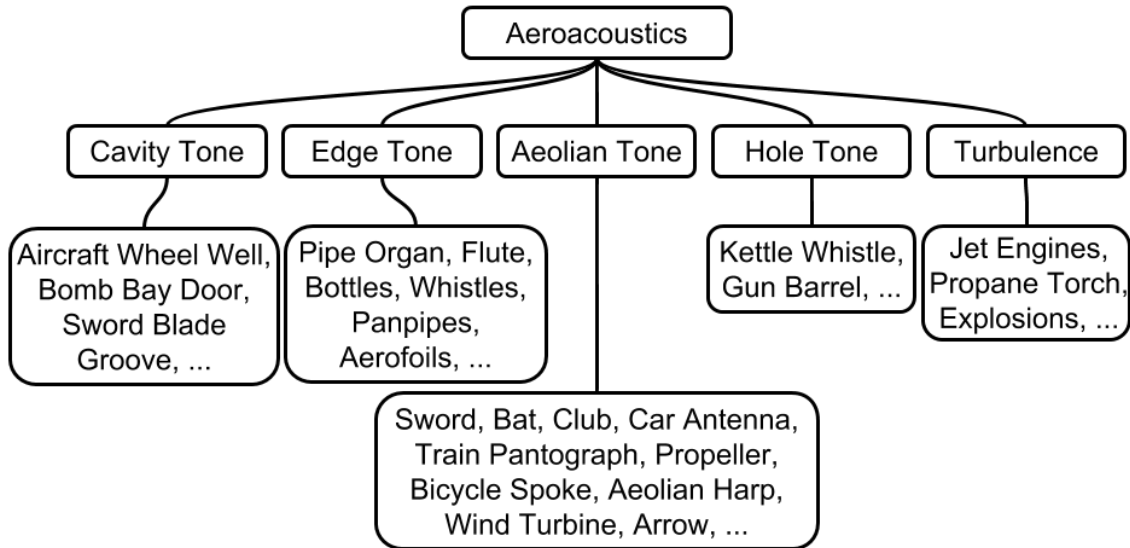 Aeroacoustics
Cavity Tone
Edge Tone
Aeolian Tone
Hole Tone
Turbulence
Aircraft Wheel Well,
Bomb Bay Door,
Sword Blade
Groove, ...
Pipe Organ, Flute,
Bottles, Whistles,
Panpipes,
Aerofoils, ...
Kettle Whistle,
Gun Barrel, ...
Jet Engines,
Propane Torch,
Explosions, ...
Sword, Bat, Club, Car Antenna,
Train Pantograph, Propeller,
Bicycle Spoke, Aeolian Harp,
Wind Turbine, Arrow, ...